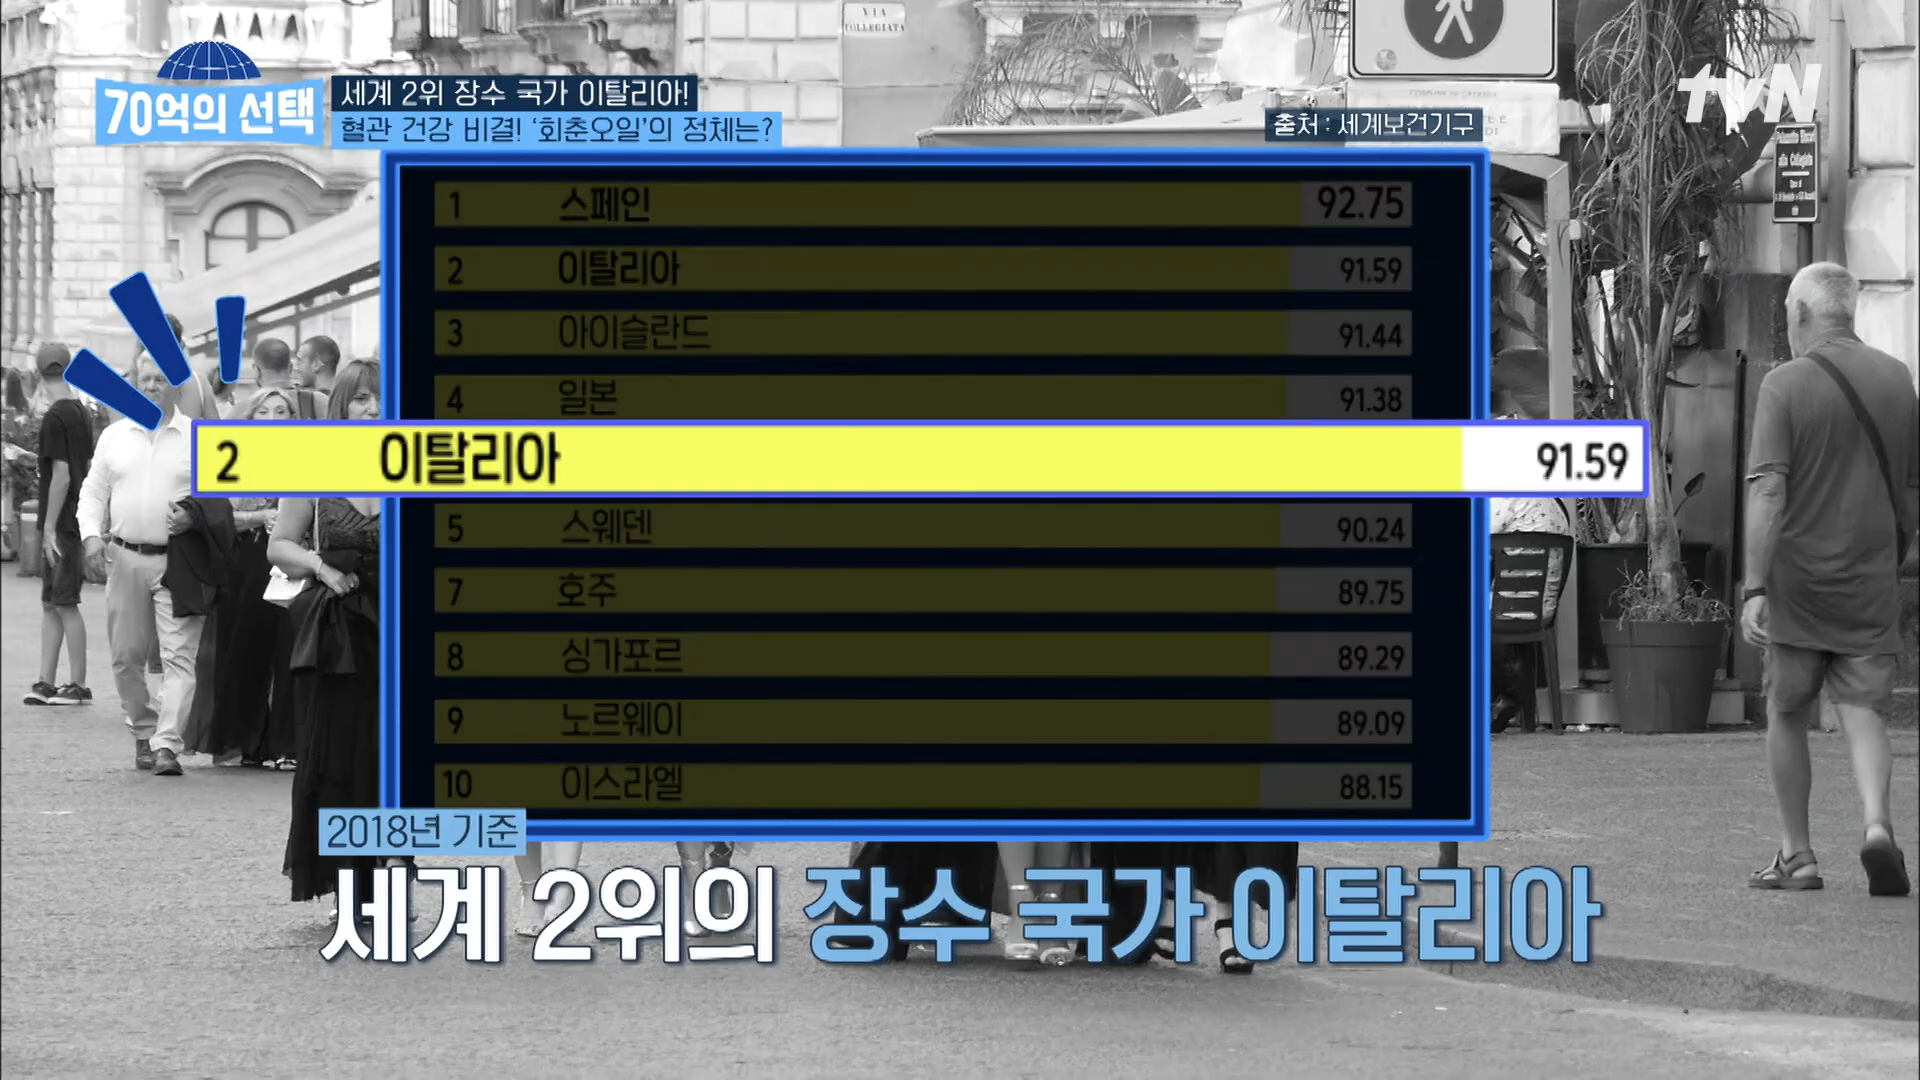 VIA
COLLEGIATA
tvN
70억의 선택
세계 2위 장수 국가 이탈리아!
혈관 건강 비결! ‘회춘오일’의 정체는?
출처 : 세계보건기구
1 스페인 92.75
2 이탈리아 91.59
3 아이슬란드 91.44
4 일본 91.38
2 이탈리아 91.59
5 스웨덴 90.24
7 호주 89.75
8 싱가포르 89.29
9 노르웨이 89.09
10 이스라엘 88.15
2018년 기준
세계 2위의 장수 국가 이탈리아